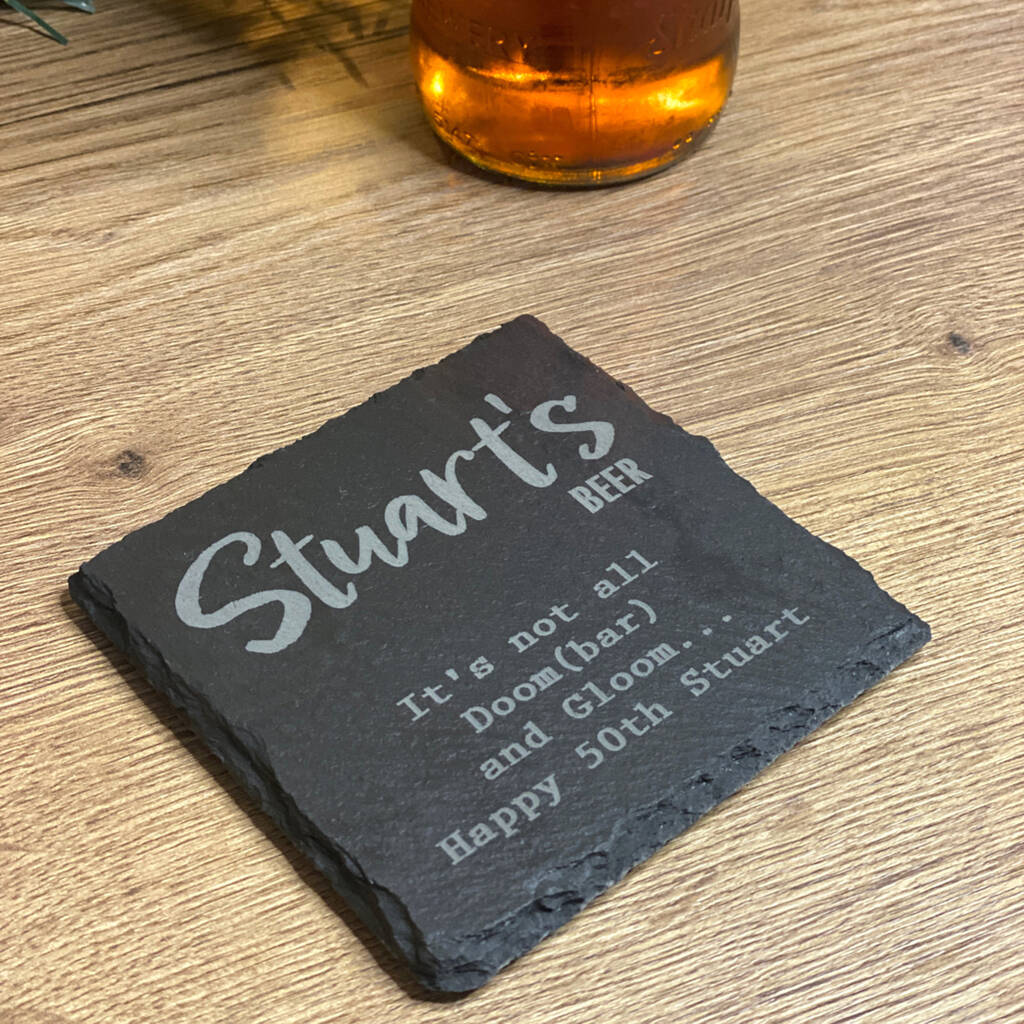 Stuart's
BEER
It's not all
Doom(bar)
and Gloom...
Happy 50th Stuart